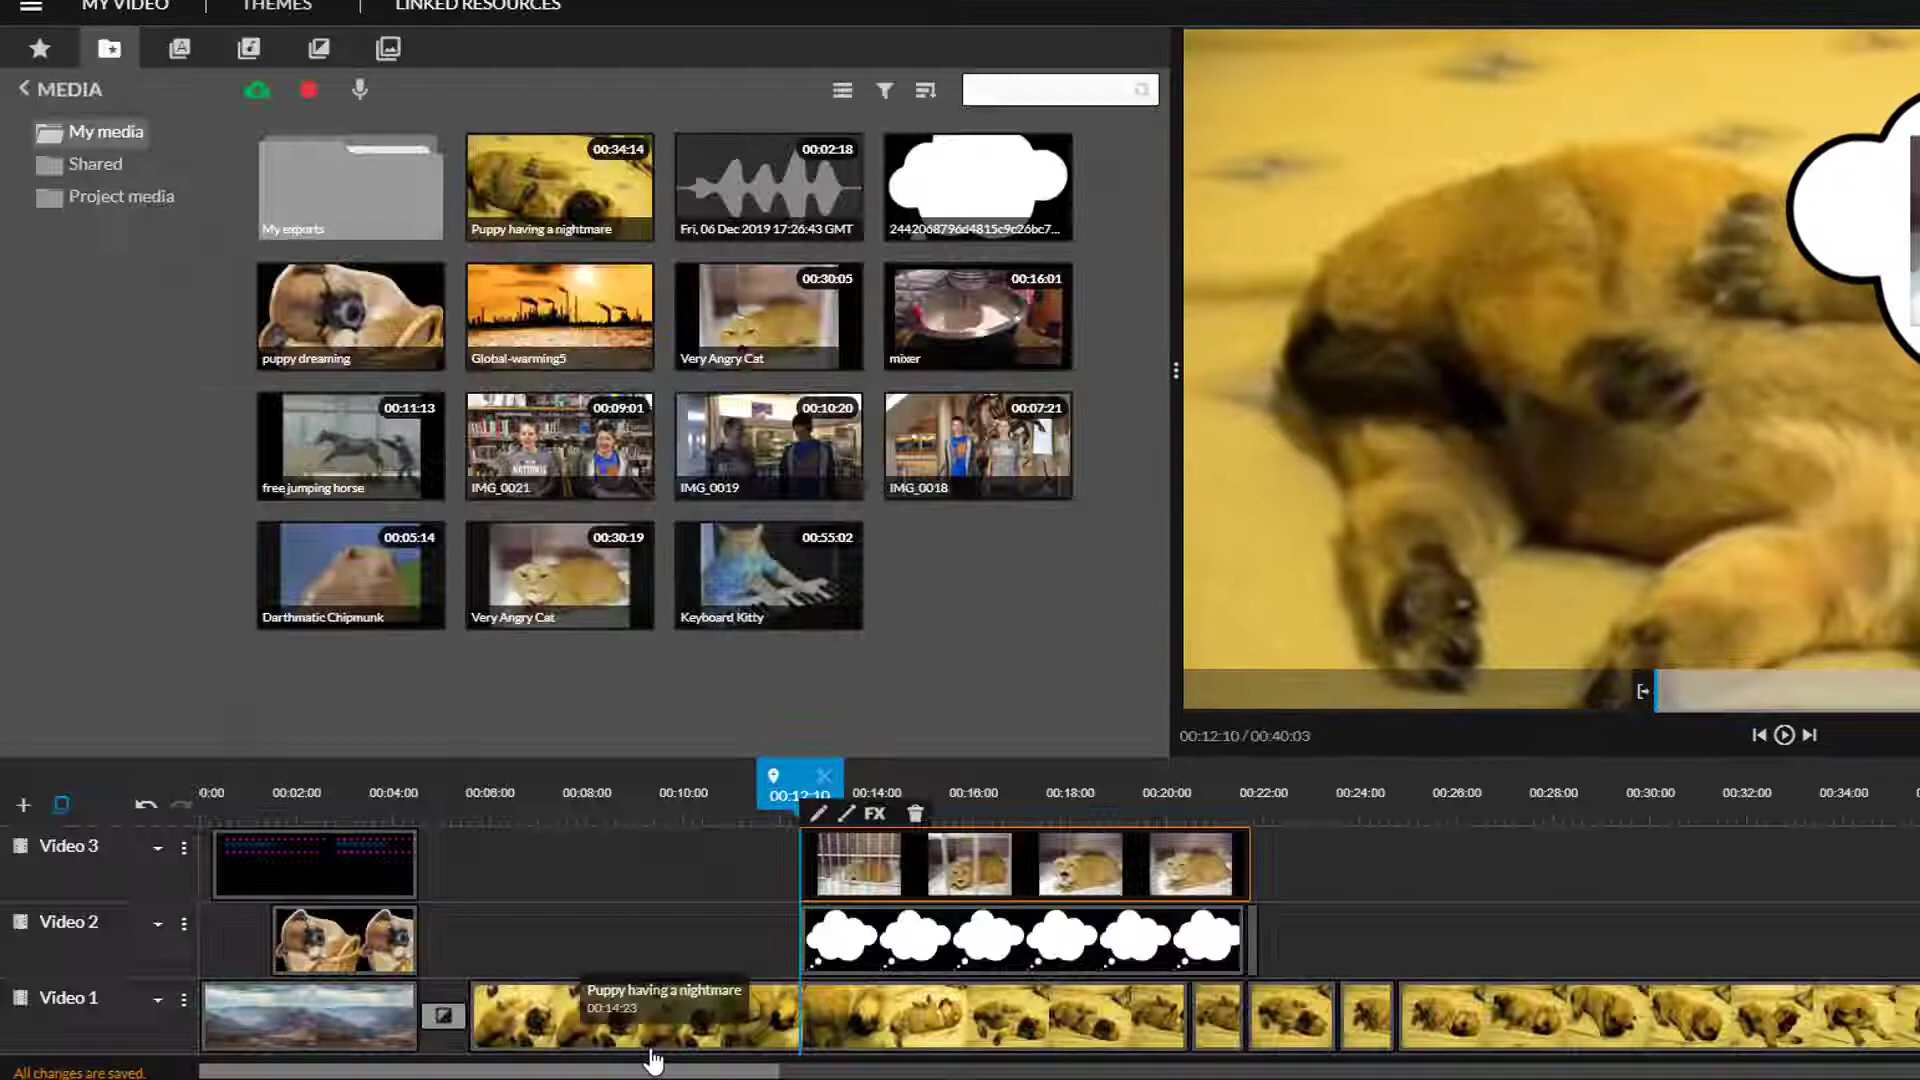 MY VIDEO
THEMES
LINKED RESOURCES
MEDIA
My media
Shared
Project media
My exports
00:34:14
Puppy having a nightmare
00:02:18
Fri, 06 Dec 2019 17:26:43 GMT
2442068796d4815c9c26bc7...
puppy dreaming
Global-warming5
00:30:05
Very Angry Cat
00:16:01
mixer
00:11:13
free jumping horse
00:09:01
IMG_0021
00:10:20
IMG_0019
00:07:21
IMG_0018
00:05:14
Darthmatic Chipmunk
00:30:19
Very Angry Cat
00:55:02
Keyboard Kitty
00:12:10 / 00:40:03
0:00
00:02:00
00:04:00
00:06:00
00:08:00
00:10:00
00:12:10
00:14:00
00:16:00
00:18:00
00:20:00
00:22:00
00:24:00
00:26:00
00:28:00
00:30:00
00:32:00
00:34:00
FX
Video 3
Video 2
Video 1
Puppy having a nightmare
00:14:23
All changes are saved.